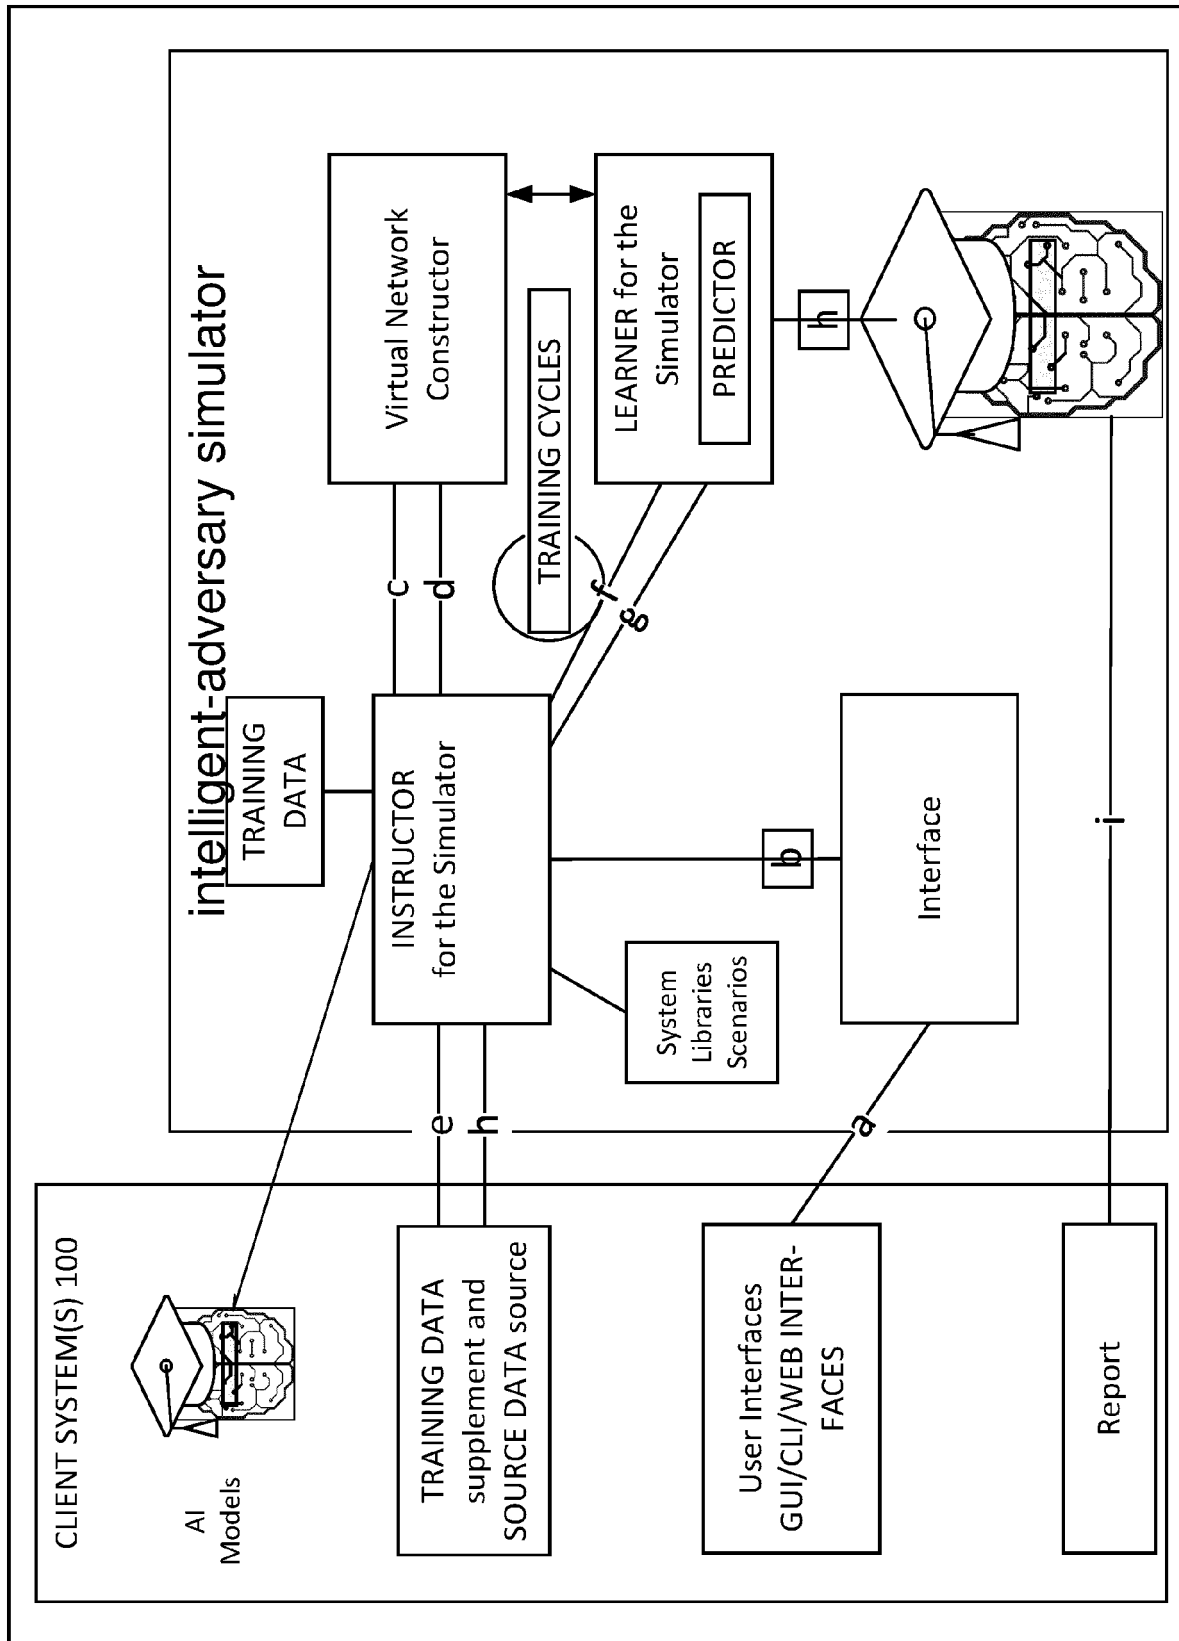 CLIENT SYSTEM(S) 100
AI
Models
TRAINING DATA
supplement and
SOURCE DATA source
User Interfaces
GUI/CLI/WEB INTER-
FACES
Report
intelligent-adversary simulator
TRAINING
DATA
INSTRUCTOR
for the Simulator
System
Libraries
Scenarios
Interface
Virtual Network
Constructor
TRAINING CYCLES
LEARNER for the
Simulator
PREDICTOR
e
h
a
b
c
d
f
g
h
i